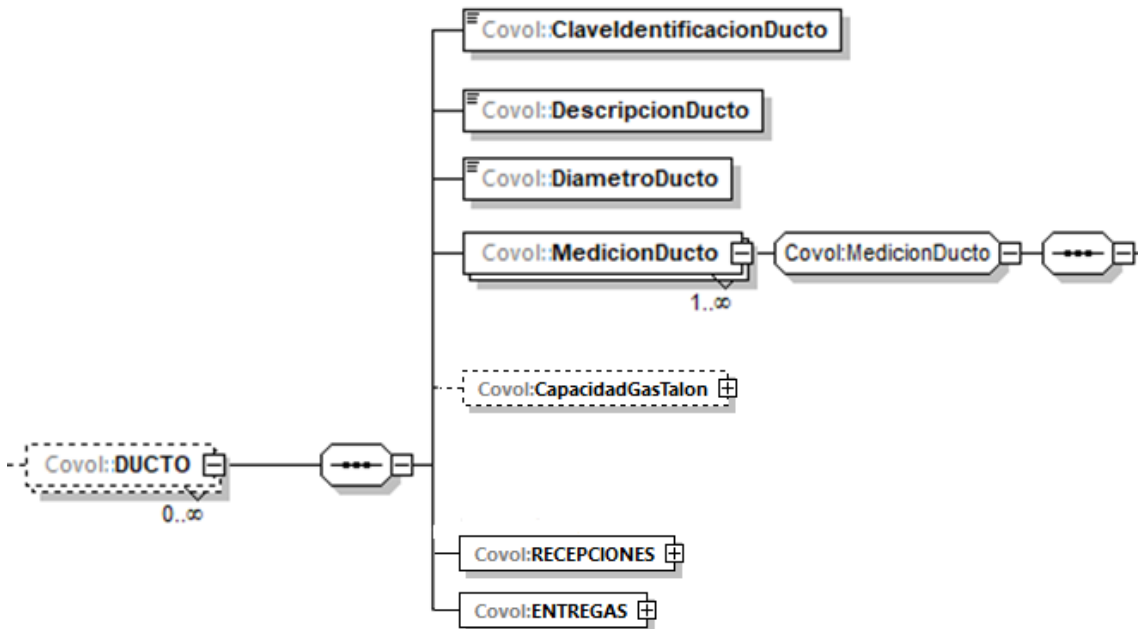 Covol::ClaveIdentificacionDucto
Covol::DescripcionDucto
Covol::DiametroDucto
Covol::MedicionDucto
Covol:MedicionDucto
1..∞
Covol:CapacidadGasTalon
Covol::DUCTO
0..∞
Covol:RECEPCIONES
Covol:ENTREGAS